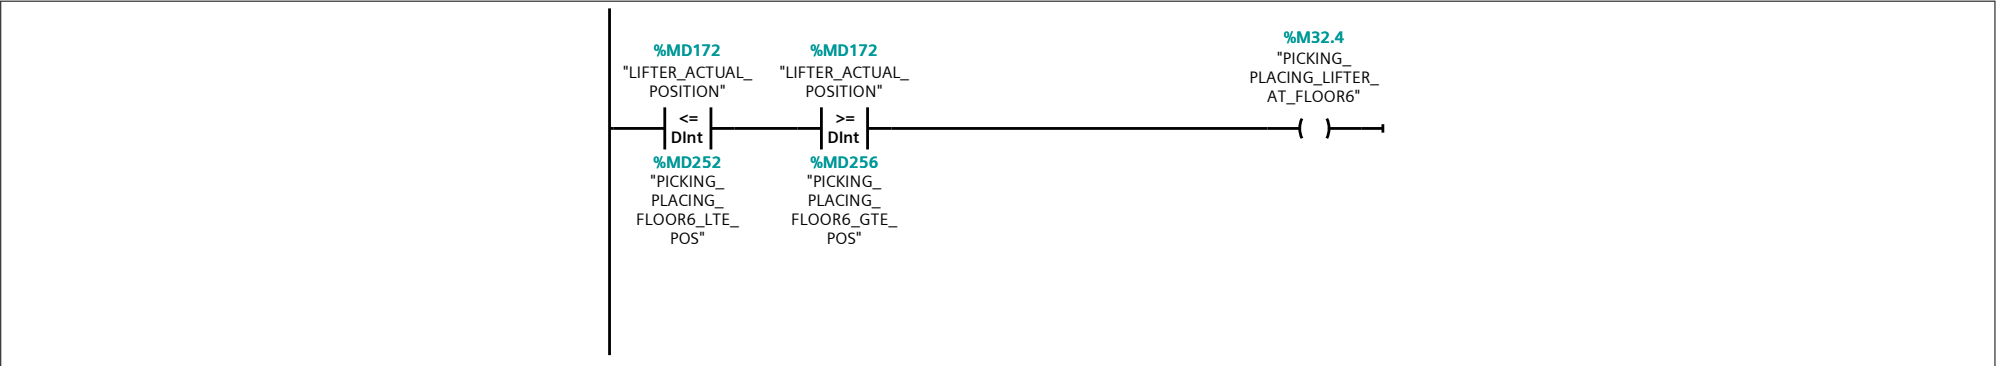 %MD172
"LIFTER_ACTUAL_
POSITION"
<=
DInt
%MD252
"PICKING_
PLACING_
FLOOR6_LTE_
POS"
%MD172
"LIFTER_ACTUAL_
POSITION"
>=
DInt
%MD256
"PICKING_
PLACING_
FLOOR6_GTE_
POS"
%M32.4
"PICKING_
PLACING_LIFTER_
AT_FLOOR6"